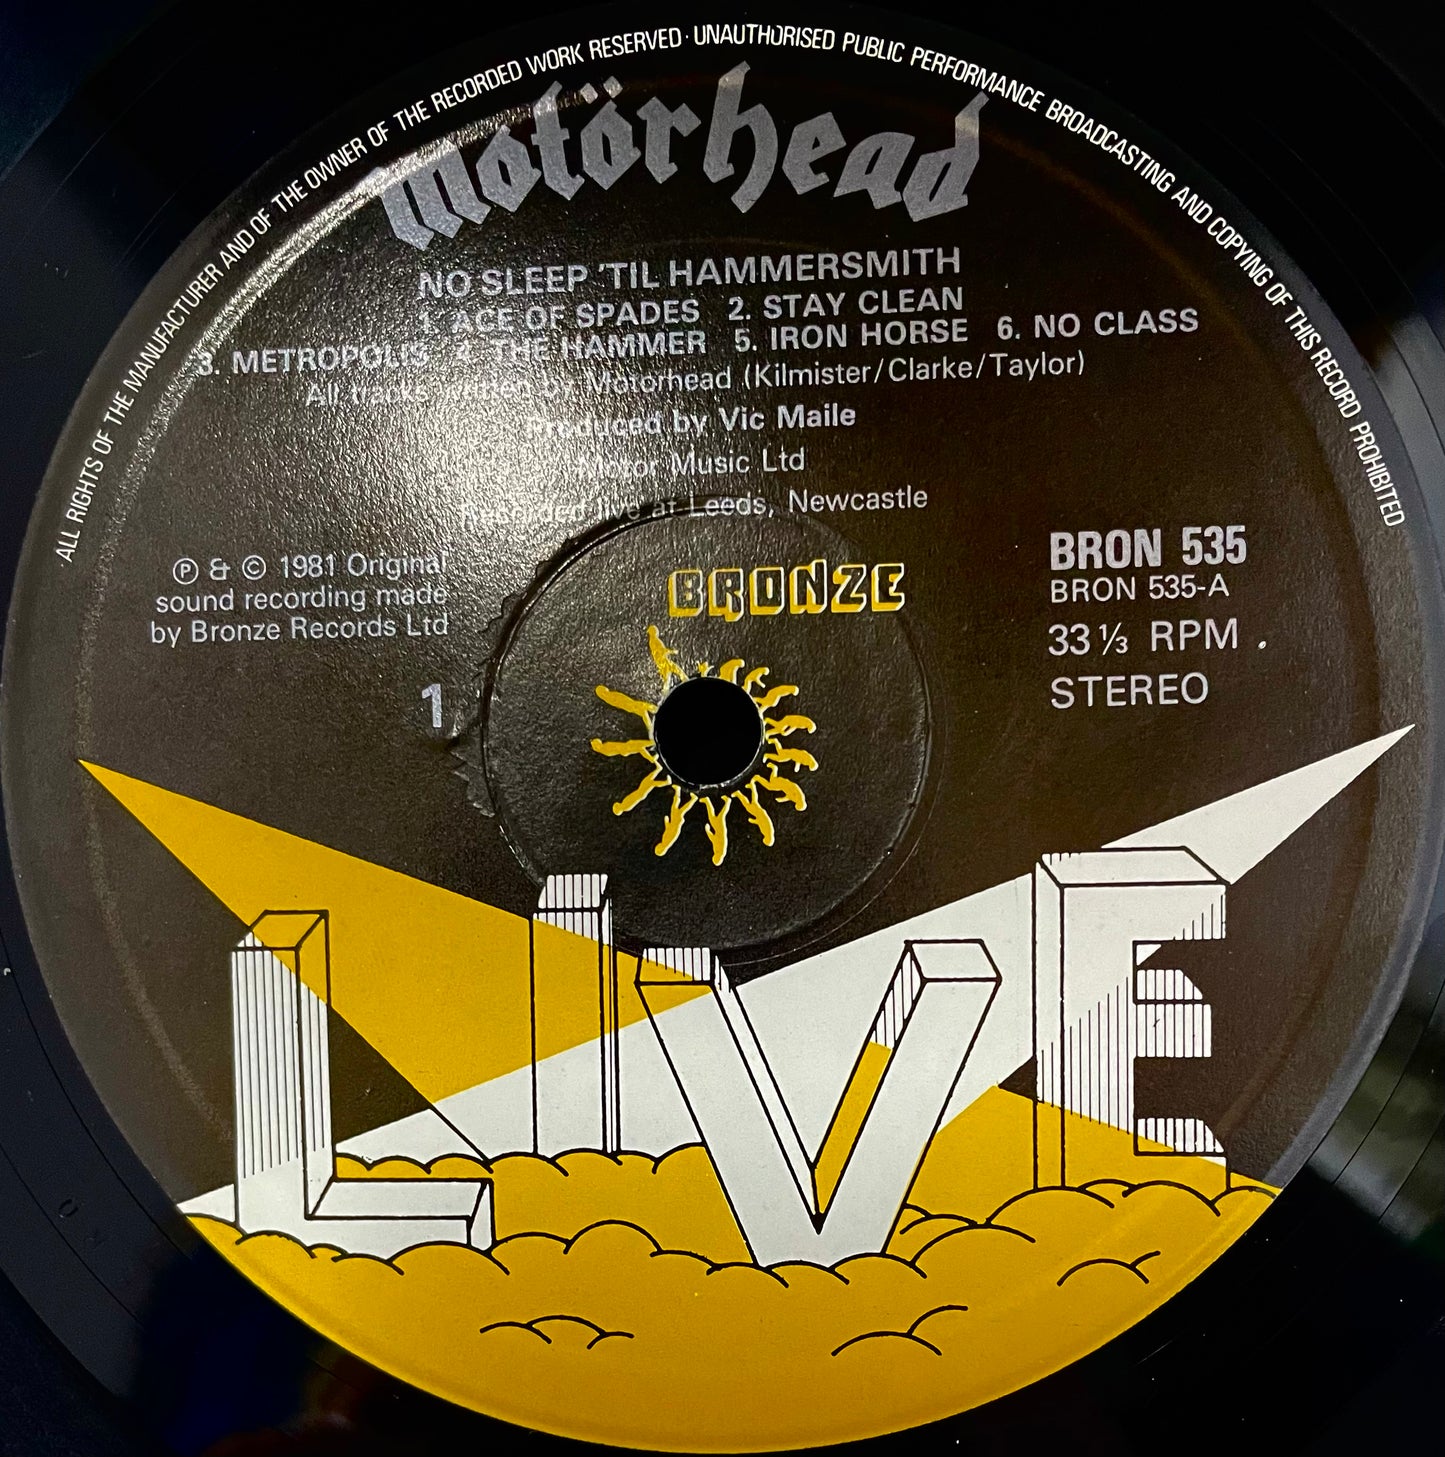 ALL RIGHTS OF THE MANUFACTURER AND OF THE OWNER OF THE RECORDED WORK RESERVED · UNAUTHORISED PUBLIC PERFORMANCE BROADCASTING AND COPYING OF THIS RECORD PROHIBITED
Motörhead
NO SLEEP 'TIL HAMMERSMITH
1. ACE OF SPADES 2. STAY CLEAN
3. METROPOLIS 4. THE HAMMER 5. IRON HORSE 6. NO CLASS
All tracks written by Motorhead (Kilmister/Clarke/Taylor)
Produced by Vic Maile
Motor Music Ltd
Recorded live at Leeds, Newcastle
℗ & © 1981 Original
sound recording made
by Bronze Records Ltd
1
BRONZE
BRON 535
BRON 535-A
33 ⅓ RPM .
STEREO
LIVE